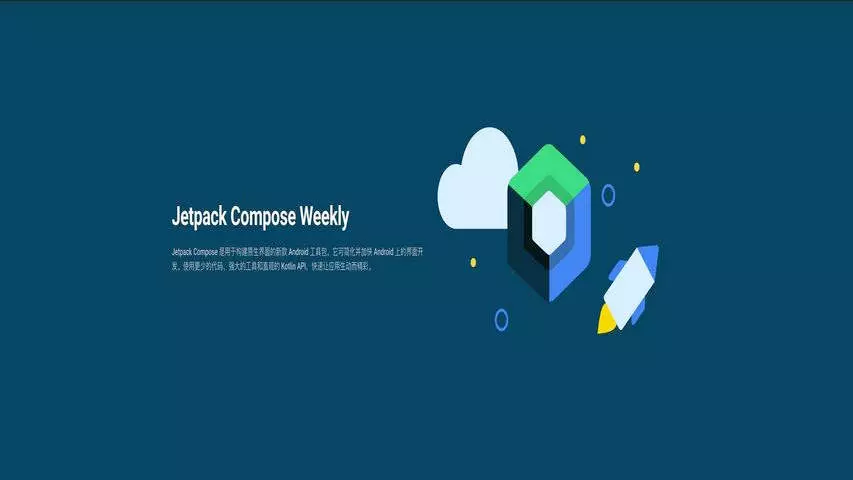 Jetpack Compose Weekly
Jetpack Compose 是用于构建原生界面的新款 Android 工具包。它可简化并加快 Android 上的界面开
发。使用更少的代码、强大的工具和直观的 Kotlin API，快速让应用生动而精彩。